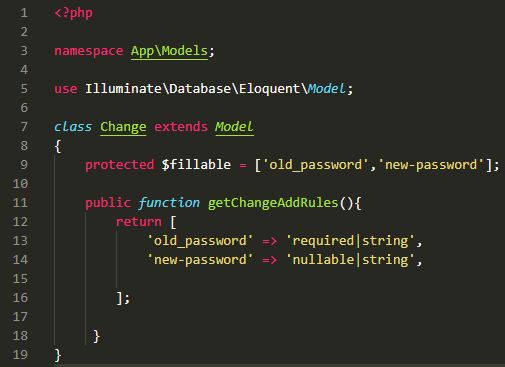 1 <?php
2
3 namespace App\Models;
4
5 use Illuminate\Database\Eloquent\Model;
6
7 class Change extends Model
8 {
9     protected $fillable = ['old_password','new-password'];
10
11     public function getChangeAddRules(){
12         return [
13             'old_password' => 'required|string',
14             'new-password' => 'nullable|string',
15
16         ];
17
18      }
19 }